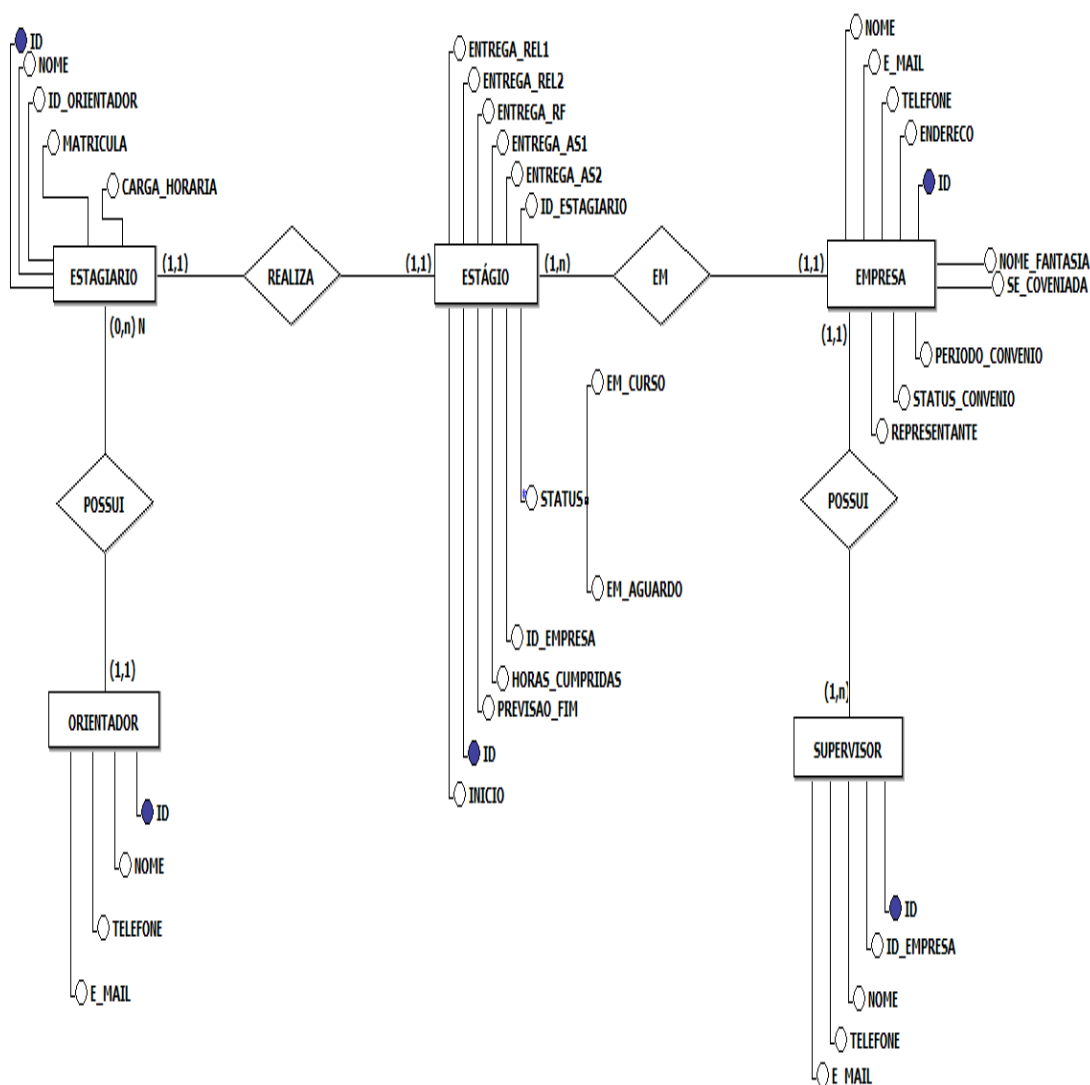 ID
NOME
ID_ORIENTADOR
MATRICULA
CARGA_HORARIA
ESTAGIARIO
(1,1)
REALIZA
(1,1)
ENTREGA_REL1
ENTREGA_REL2
ENTREGA_RF
ENTREGA_AS1
ENTREGA_AS2
ID_ESTAGIARIO
ESTÁGIO
(1,n)
EM
(1,1)
NOME
E_MAIL
TELEFONE
ENDERECO
ID
EMPRESA
NOME_FANTASIA
SE_COVENIADA
PERIODO_CONVENIO
STATUS_CONVENIO
REPRESENTANTE
(0,n) N
POSSUI
(1,1)
ORIENTADOR
ID
NOME
TELEFONE
E_MAIL
EM_CURSO
STATUS
EM_AGUARDO
ID_EMPRESA
HORAS_CUMPRIDAS
PREVISAO_FIM
ID
INICIO
(1,1)
POSSUI
(1,n)
SUPERVISOR
ID
ID_EMPRESA
NOME
TELEFONE
E_MAIL